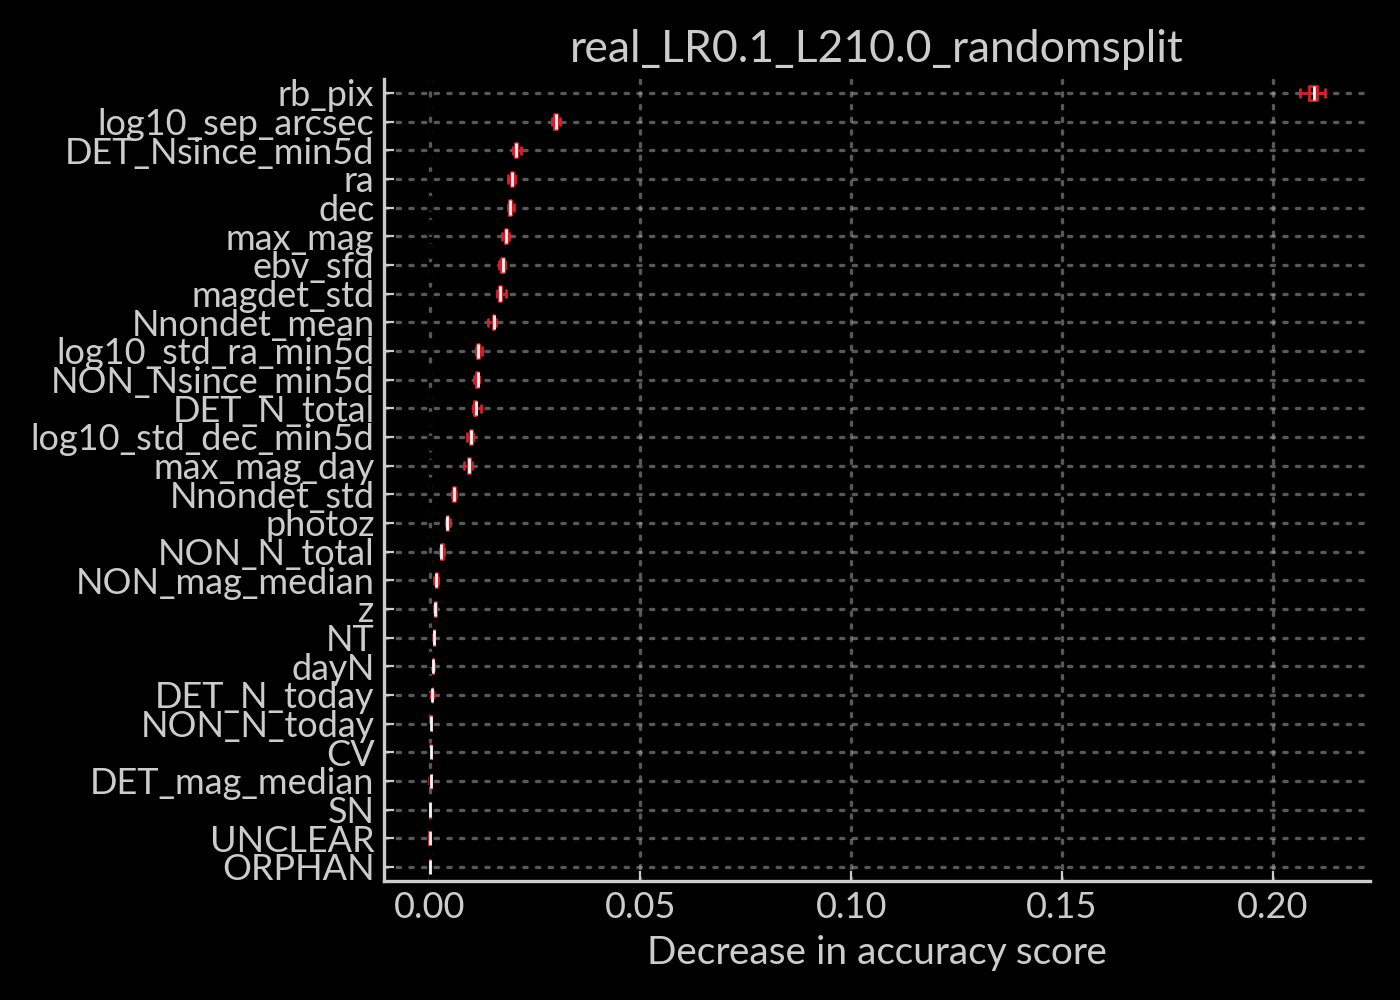 real_LR0.1_L210.0_randomsplit
rb_pix
log10_sep_arcsec
DET_Nsince_min5d
ra
dec
max_mag
ebv_sfd
magdet_std
Nnondet_mean
log10_std_ra_min5d
NON_Nsince_min5d
DET_N_total
log10_std_dec_min5d
max_mag_day
Nnondet_std
photoz
NON_N_total
NON_mag_median
z
NT
dayN
DET_N_today
NON_N_today
CV
DET_mag_median
SN
UNCLEAR
ORPHAN
0.00 0.05 0.10 0.15 0.20
Decrease in accuracy score